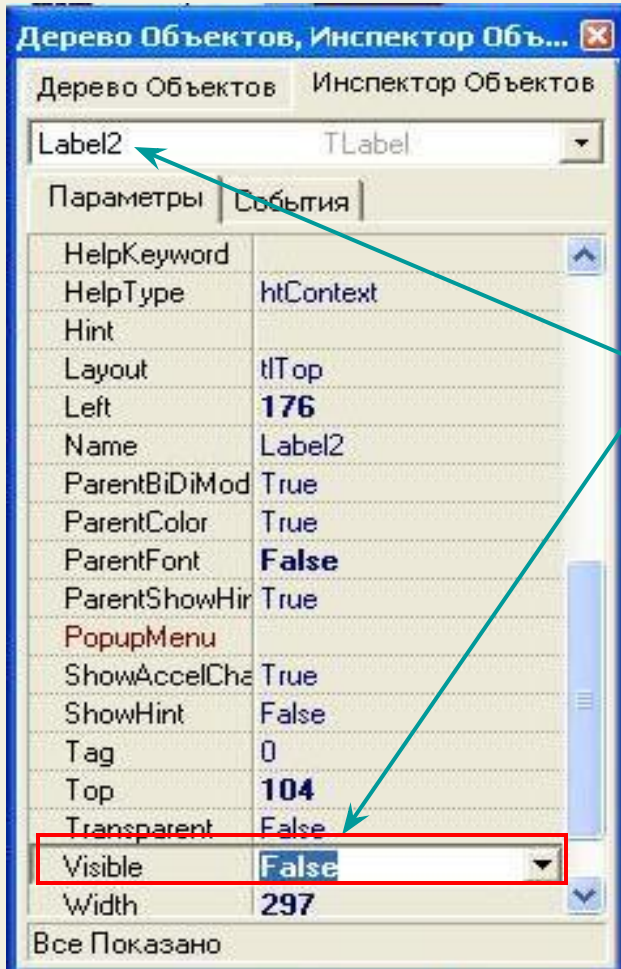 Дерево Объектов, Инспектор Объ...
Дерево Объектов Инспектор Объектов
Label2 TLabel
Параметры События
HelpKeyword
HelpType htContext
Hint
Layout tlTop
Left 176
Name Label2
ParentBiDiMod True
ParentColor True
ParentFont False
ParentShowHin True
PopupMenu
ShowAccelCha True
ShowHint False
Tag 0
Top 104
Transparent False
Visible False
Width 297
Все Показано